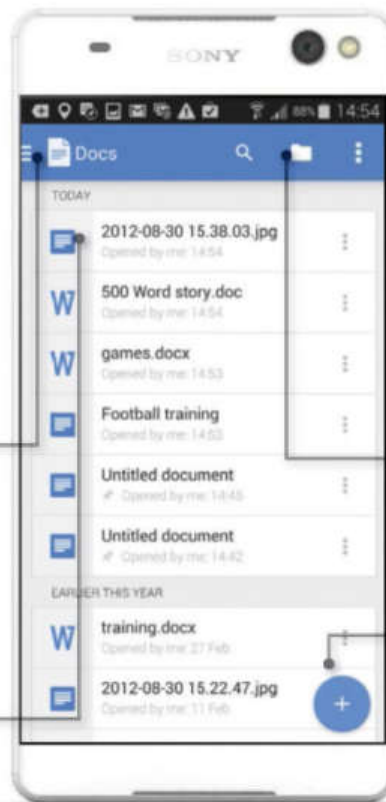 SONY
88% 14:54
Docs
TODAY
2012-08-30 15.38.03.jpg
Opened by me: 14:54
W
500 Word story.doc
Opened by me: 14:54
W
games.docx
Opened by me: 14:53
Football training
Opened by me: 14:53
Untitled document
Opened by me: 14:45
Untitled document
Opened by me: 14:42
EARLIER THIS YEAR
W
training.docx
Opened by me: 27 Feb
2012-08-30 15.22.47.jpg
Opened by me: 11 Feb
+